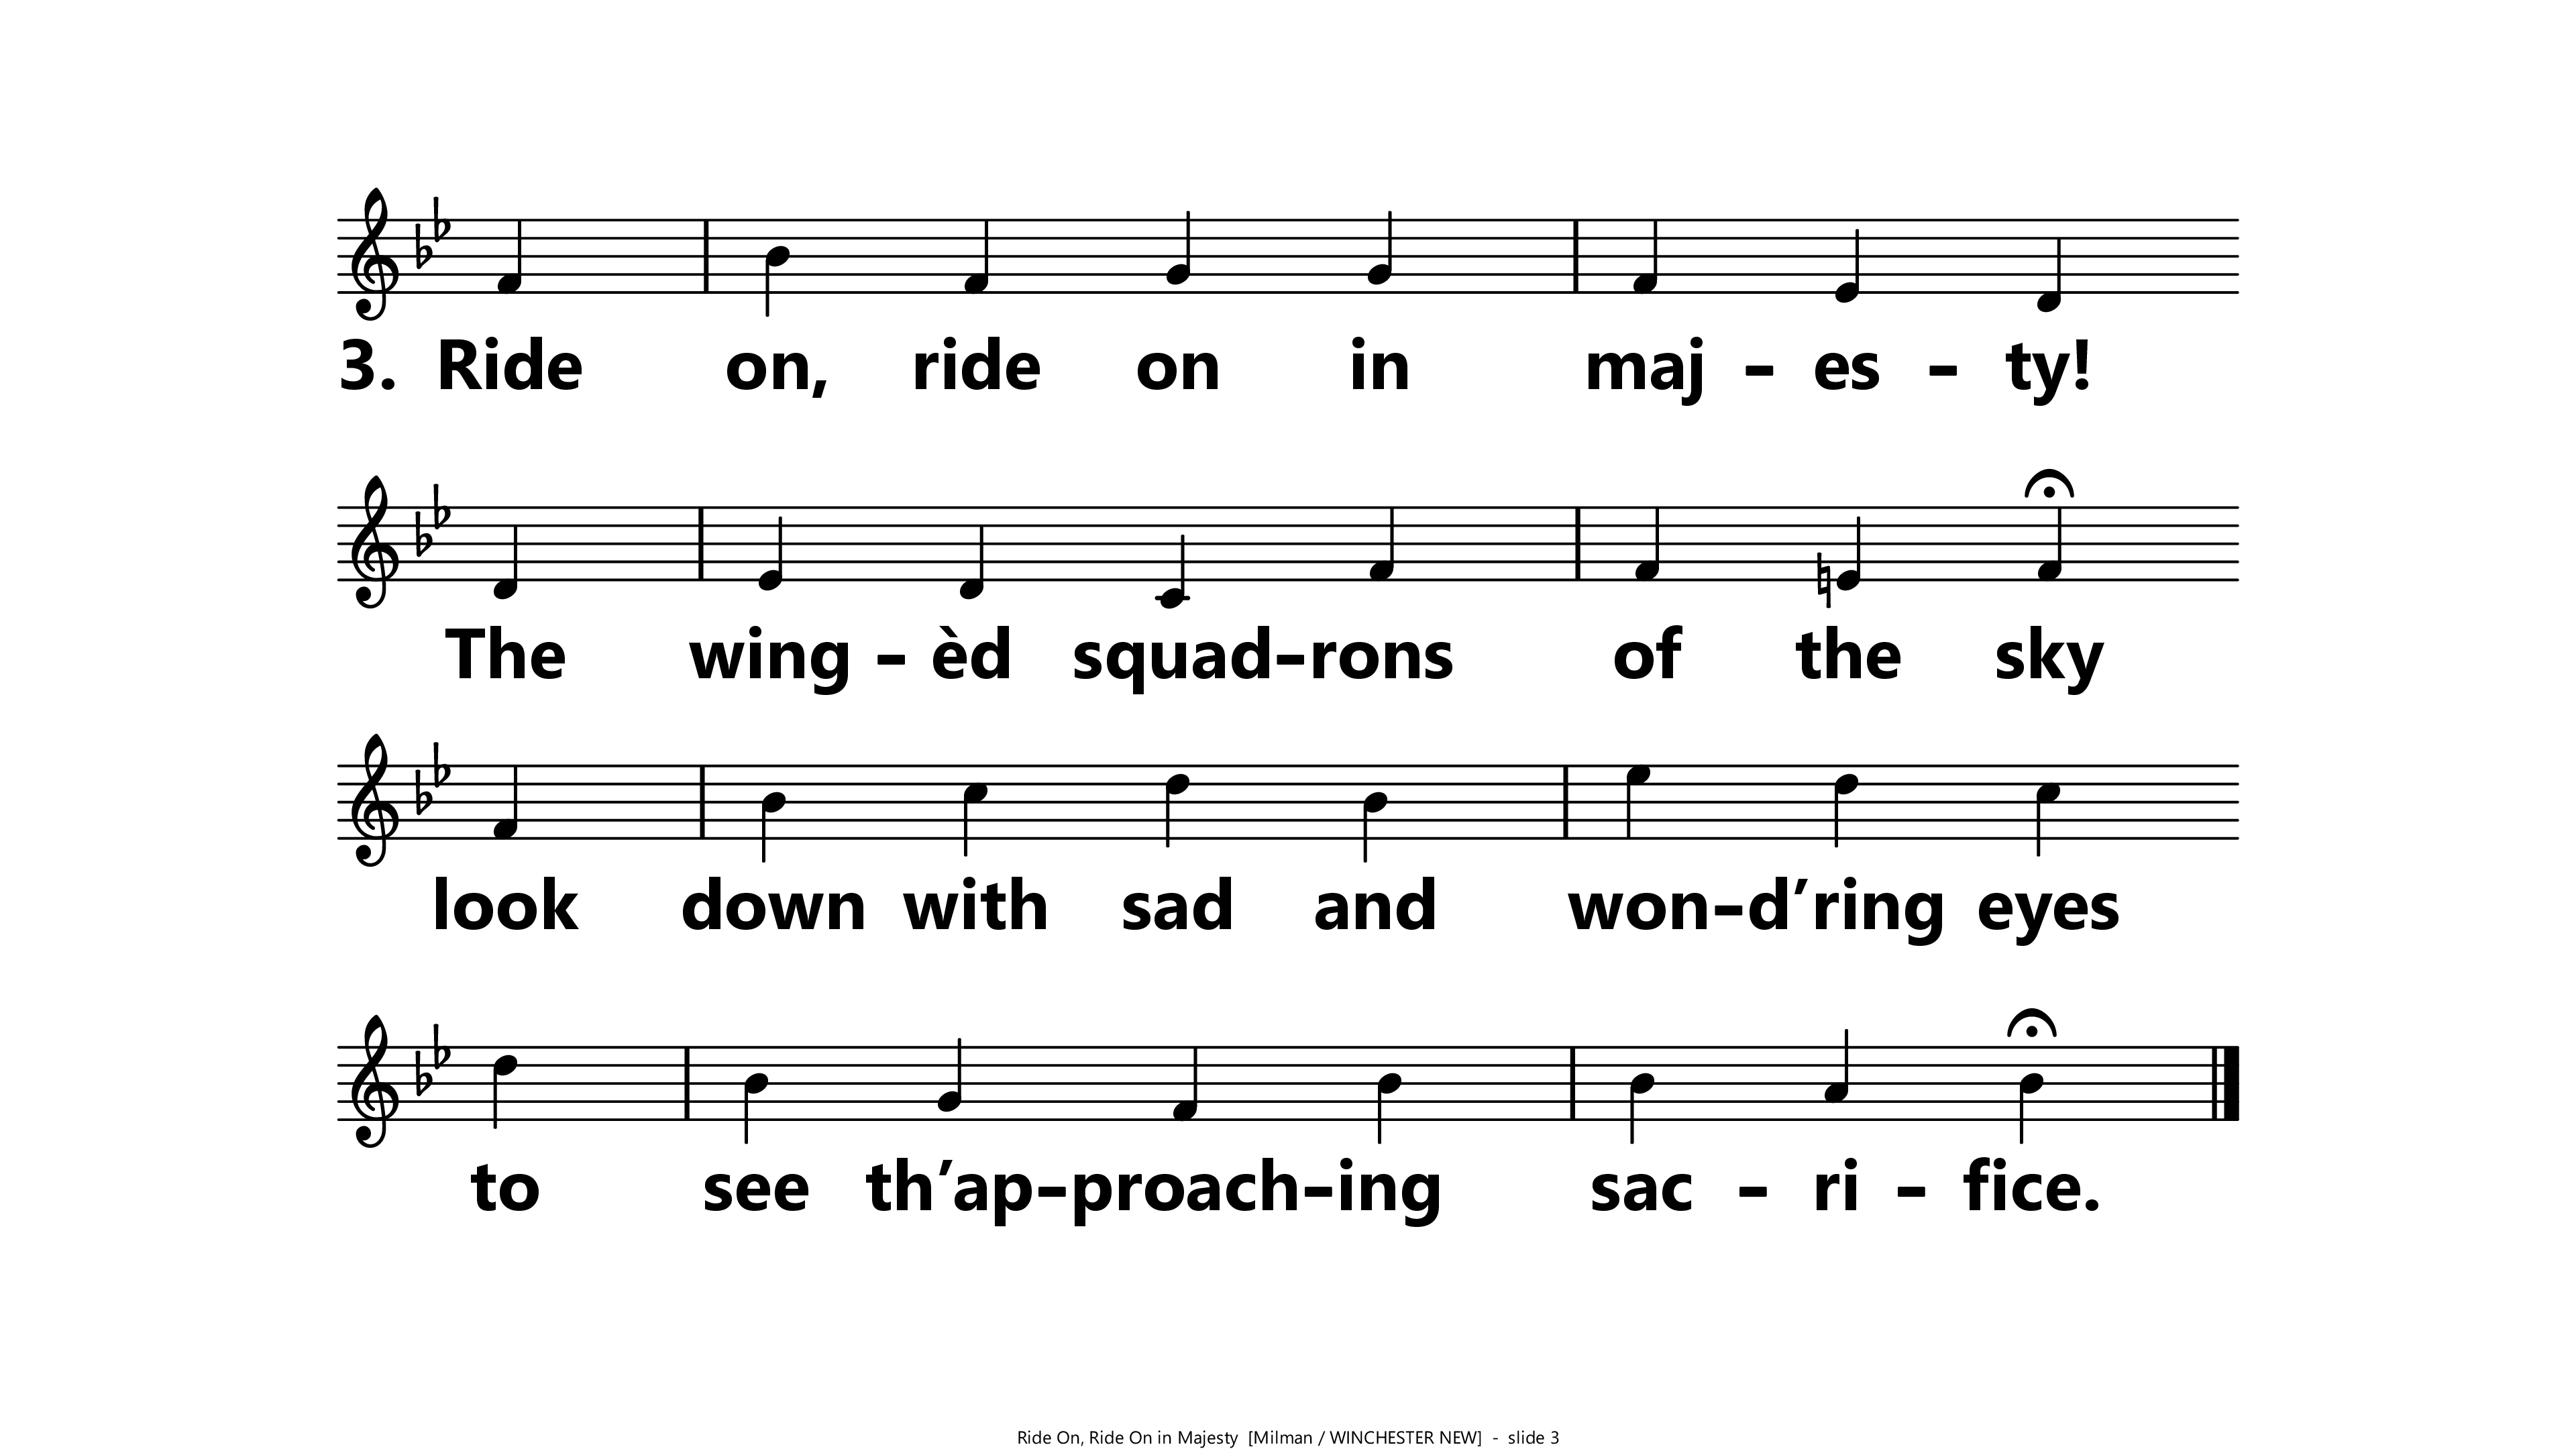 3. Ride on, ride on in maj - es - ty!
The wing - èd squad-rons of the sky
look down with sad and won-d’ring eyes
to see th’ap-proach-ing sac - ri - fice.
Ride On, Ride On in Majesty [Milman / WINCHESTER NEW] - slide 3